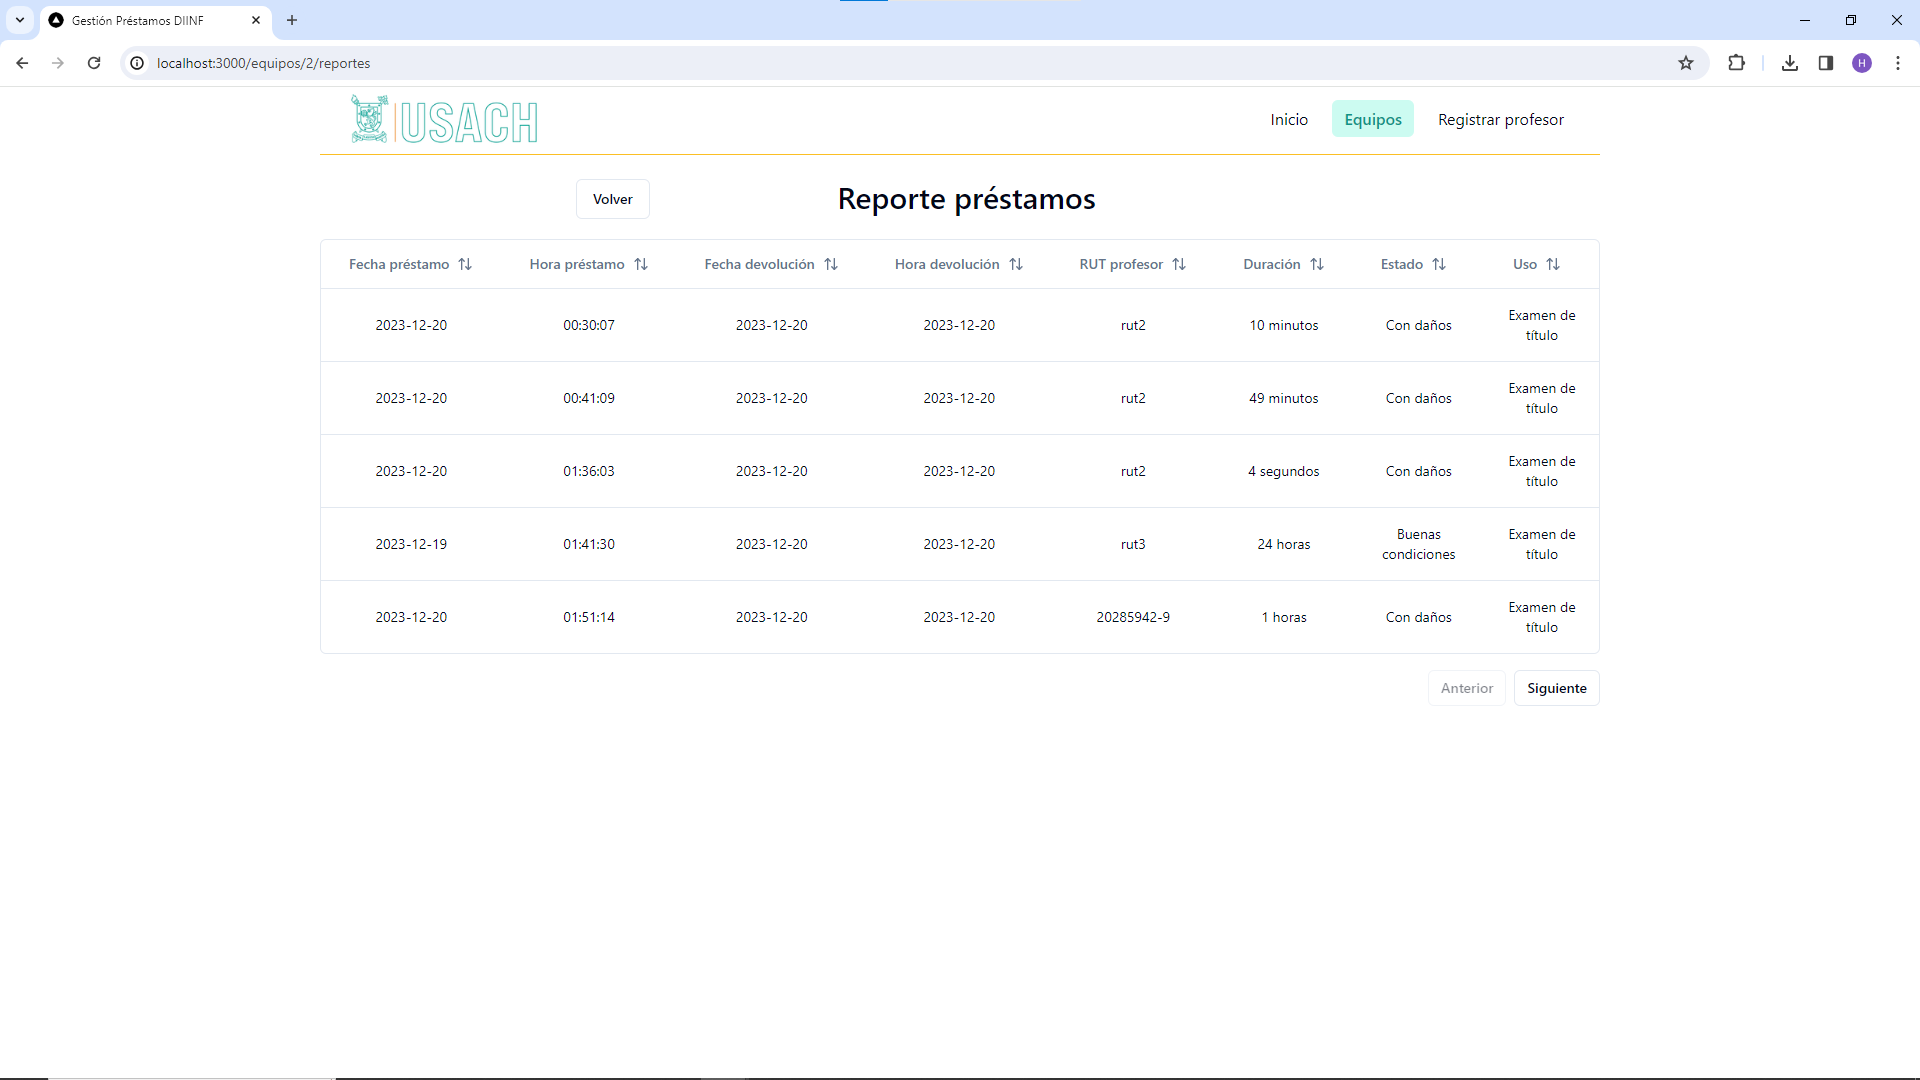 Gestión Préstamos DIINF
localhost:3000/equipos/2/reportes
H
USACH
Inicio
Equipos
Registrar profesor
Volver
Reporte préstamos
Fecha préstamo Hora préstamo Fecha devolución Hora devolución RUT profesor Duración Estado Uso
2023-12-20 00:30:07 2023-12-20 2023-12-20 rut2 10 minutos Con daños Examen de
título
2023-12-20 00:41:09 2023-12-20 2023-12-20 rut2 49 minutos Con daños Examen de
título
2023-12-20 01:36:03 2023-12-20 2023-12-20 rut2 4 segundos Con daños Examen de
título
2023-12-19 01:41:30 2023-12-20 2023-12-20 rut3 24 horas Buenas
condiciones Examen de
título
2023-12-20 01:51:14 2023-12-20 2023-12-20 20285942-9 1 horas Con daños Examen de
título
Anterior
Siguiente